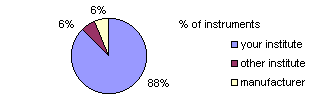 6%
6%
88%
% of instruments
your institute
other institute
manufacturer